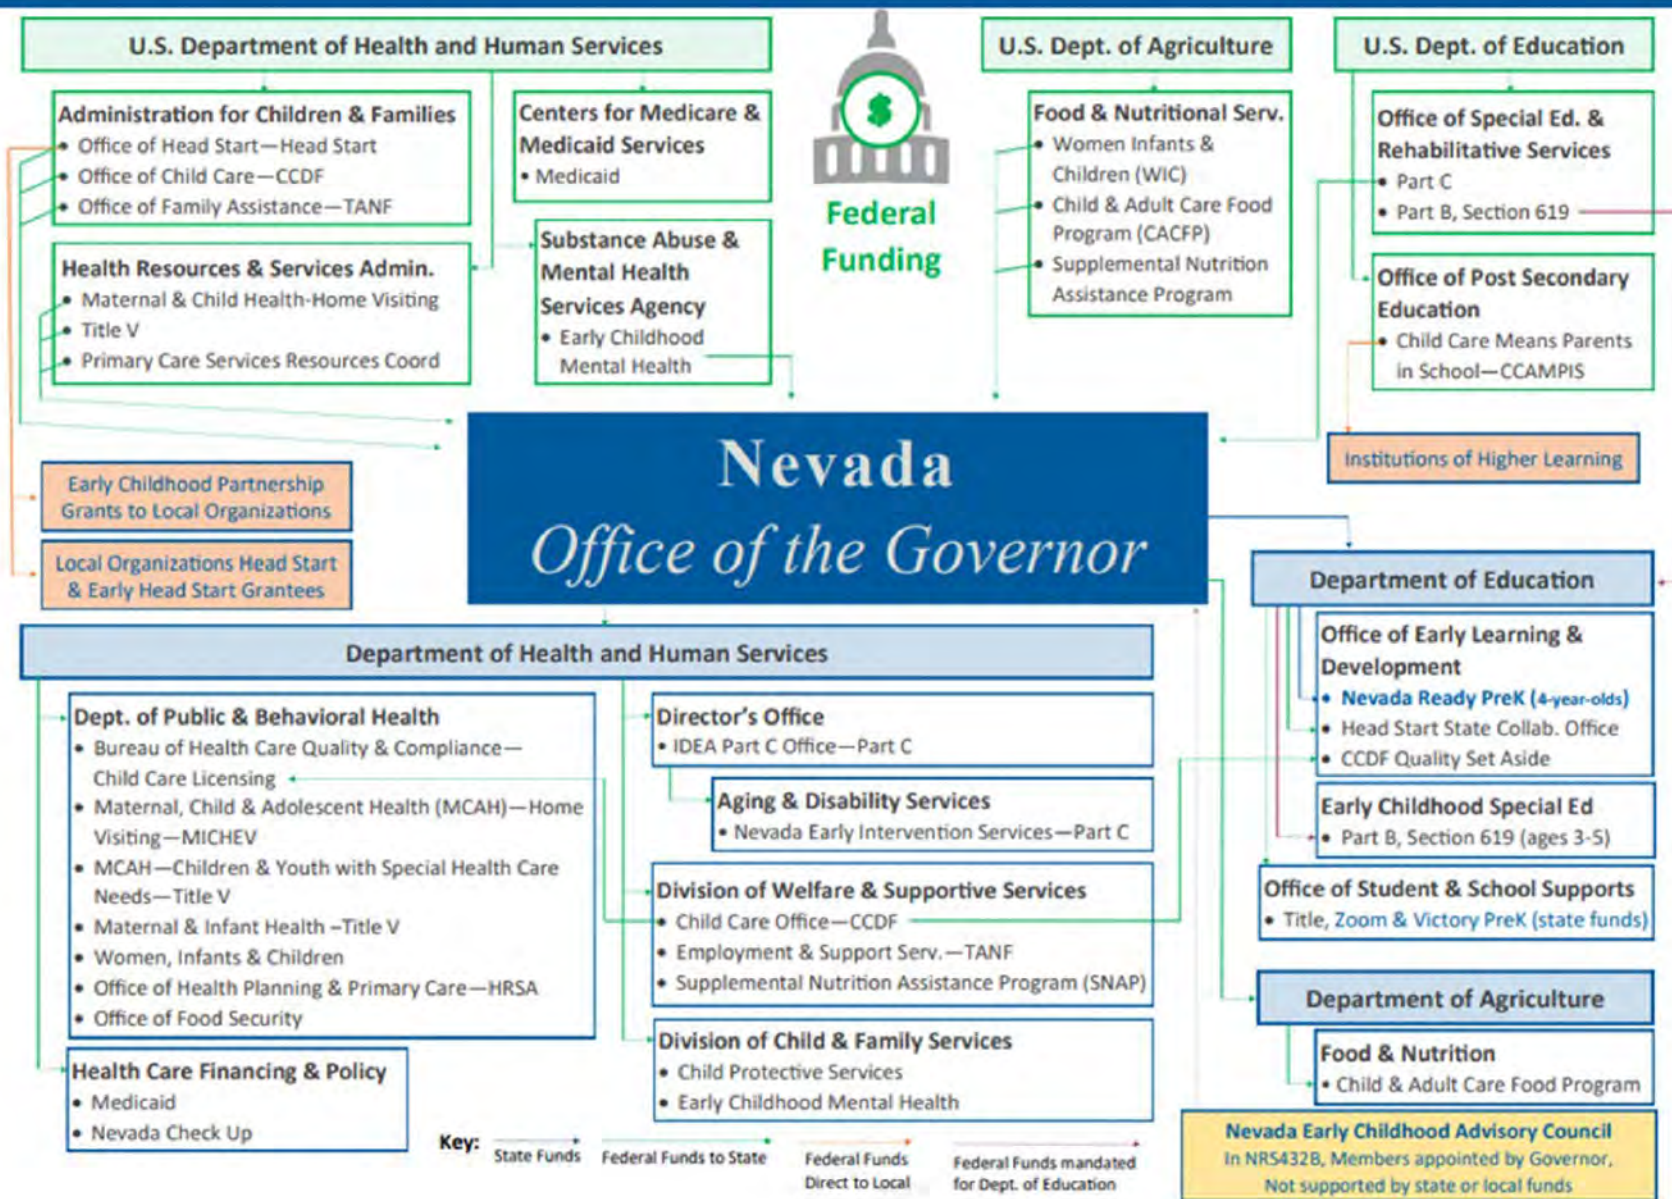 U.S. Department of Health and Human Services
Administration for Children & Families
• Office of Head Start—Head Start
• Office of Child Care—CCDF
• Office of Family Assistance—TANF
Health Resources & Services Admin.
• Maternal & Child Health-Home Visiting
• Title V
• Primary Care Services Resources Coord
Centers for Medicare &
Medicaid Services
• Medicaid
Substance Abuse &
Mental Health
Services Agency
• Early Childhood
Mental Health
$
Federal
Funding
U.S. Dept. of Agriculture
Food & Nutritional Serv.
• Women Infants &
Children (WIC)
• Child & Adult Care Food
Program (CACFP)
• Supplemental Nutrition
Assistance Program
U.S. Dept. of Education
Office of Special Ed. &
Rehabilitative Services
• Part C
• Part B, Section 619
Office of Post Secondary
Education
• Child Care Means Parents
in School—CCAMPIS
Institutions of Higher Learning
Early Childhood Partnership
Grants to Local Organizations
Local Organizations Head Start
& Early Head Start Grantees
Nevada
Office of the Governor
Department of Health and Human Services
Dept. of Public & Behavioral Health
• Bureau of Health Care Quality & Compliance—
Child Care Licensing
• Maternal, Child & Adolescent Health (MCAH)—Home
Visiting—MICHEV
• MCAH—Children & Youth with Special Health Care
Needs—Title V
• Maternal & Infant Health –Title V
• Women, Infants & Children
• Office of Health Planning & Primary Care—HRSA
• Office of Food Security
Health Care Financing & Policy
• Medicaid
• Nevada Check Up
Director's Office
• IDEA Part C Office—Part C
Aging & Disability Services
• Nevada Early Intervention Services—Part C
Division of Welfare & Supportive Services
• Child Care Office—CCDF
• Employment & Support Serv.—TANF
• Supplemental Nutrition Assistance Program (SNAP)
Division of Child & Family Services
• Child Protective Services
• Early Childhood Mental Health
Department of Education
Office of Early Learning &
Development
• Nevada Ready PreK (4-year-olds)
• Head Start State Collab. Office
• CCDF Quality Set Aside
Early Childhood Special Ed
• Part B, Section 619 (ages 3-5)
Office of Student & School Supports
• Title, Zoom & Victory PreK (state funds)
Department of Agriculture
Food & Nutrition
• Child & Adult Care Food Program
Nevada Early Childhood Advisory Council
In NRS432B, Members appointed by Governor,
Not supported by state or local funds
Key:
State Funds
Federal Funds to State
Federal Funds
Direct to Local
Federal Funds mandated
for Dept. of Education